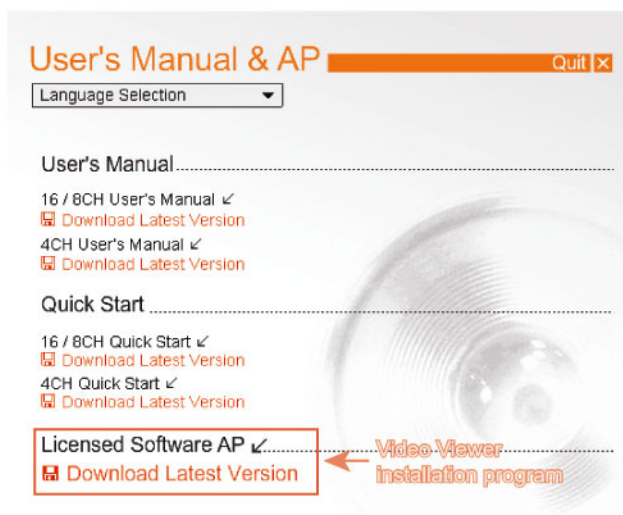 User's Manual & AP
Quit
Language Selection
User's Manual
16 / 8CH User's Manual
Download Latest Version
4CH User's Manual
Download Latest Version
Quick Start
16 / 8CH Quick Start
Download Latest Version
4CH Quick Start
Download Latest Version
Licensed Software AP
Download Latest Version
Video Viewer
installation program